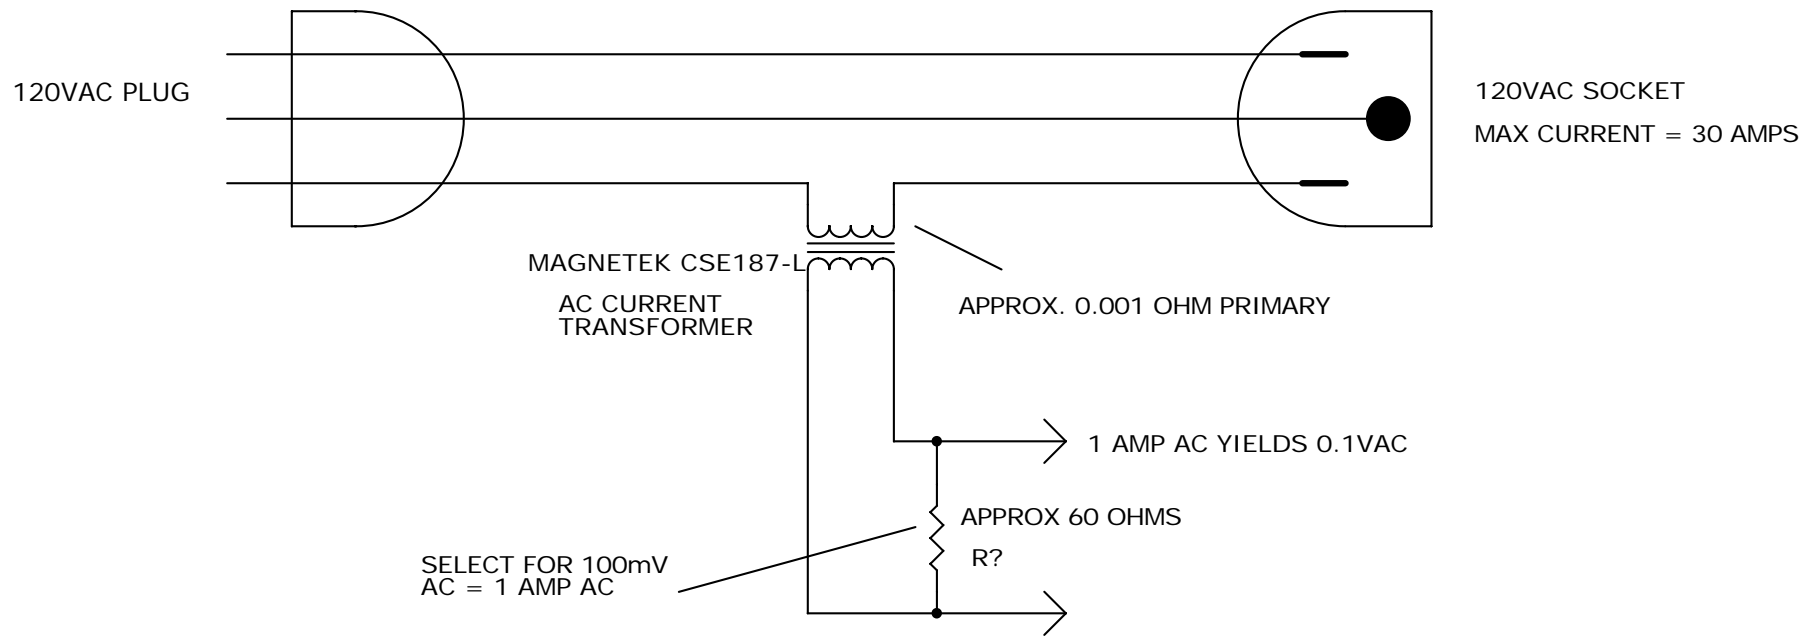 120VAC PLUG
120VAC SOCKET
MAX CURRENT = 30 AMPS
MAGNETEK CSE187-L
AC CURRENT
TRANSFORMER
APPROX. 0.001 OHM PRIMARY
1 AMP AC YIELDS 0.1VAC
APPROX 60 OHMS
R?
SELECT FOR 100mV
AC = 1 AMP AC